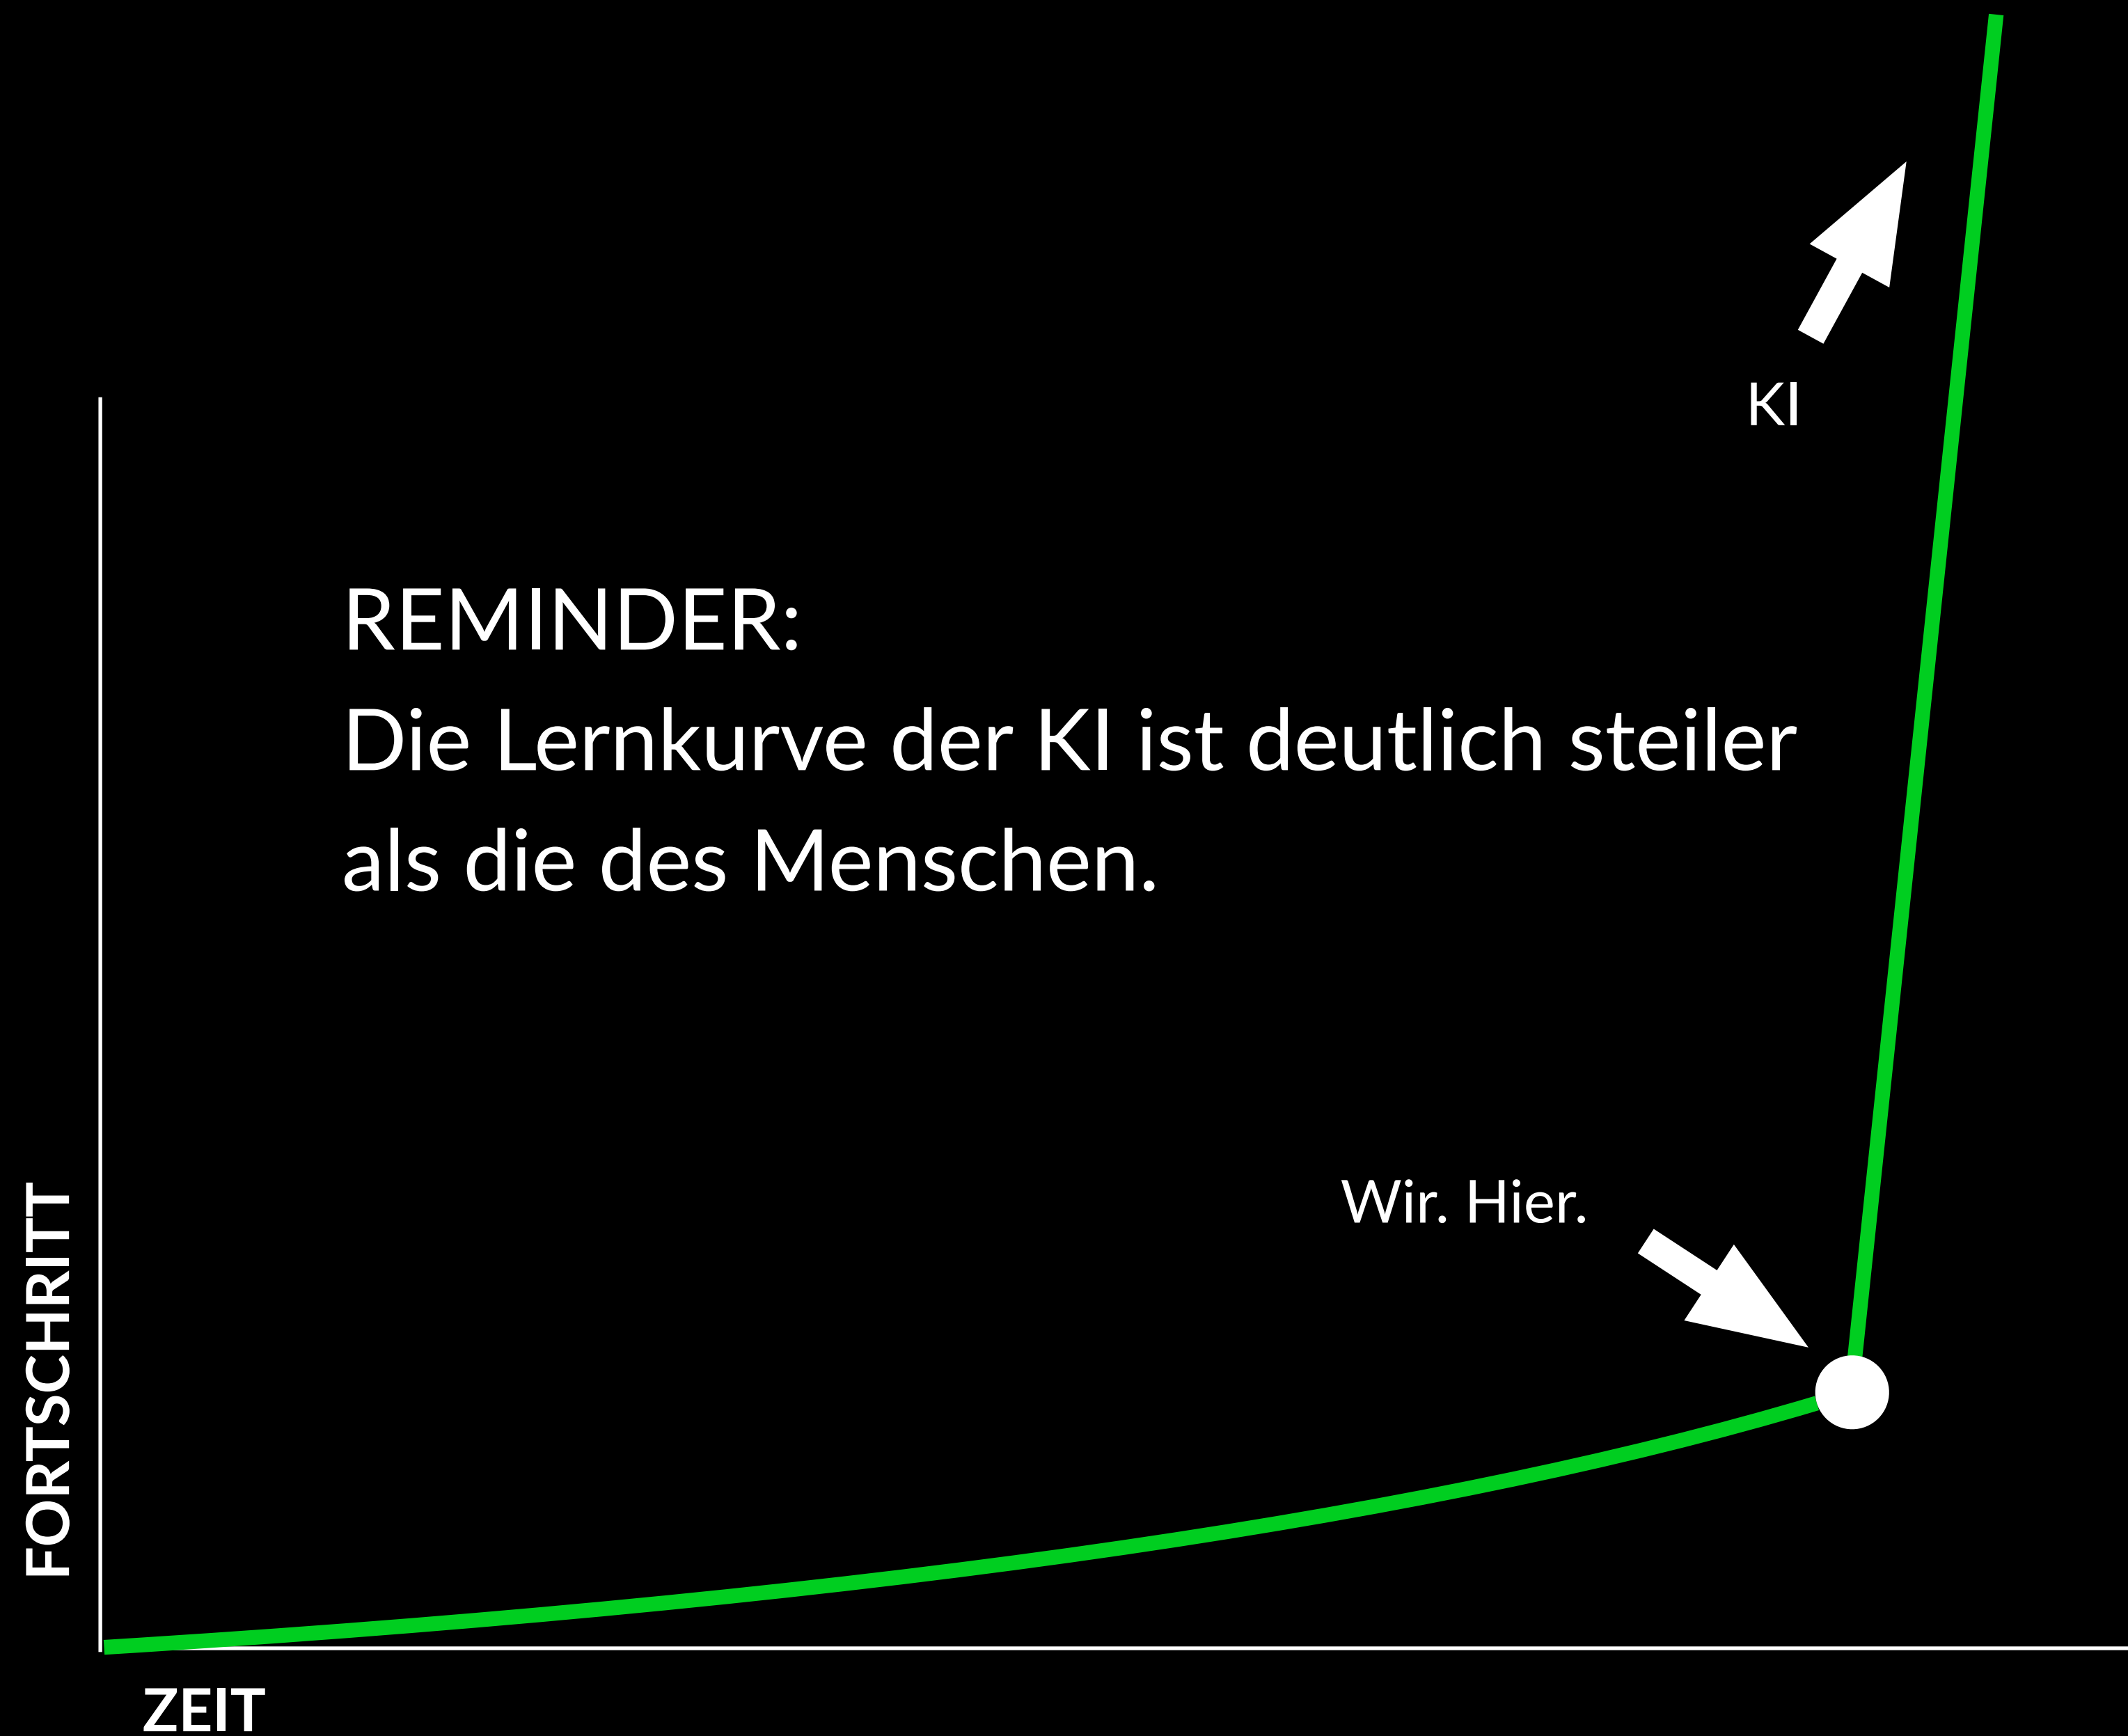 KI
REMINDER:
Die Lernkurve der KI ist deutlich steiler
als die des Menschen.
Wir. Hier.
FORTSCHRITT
ZEIT